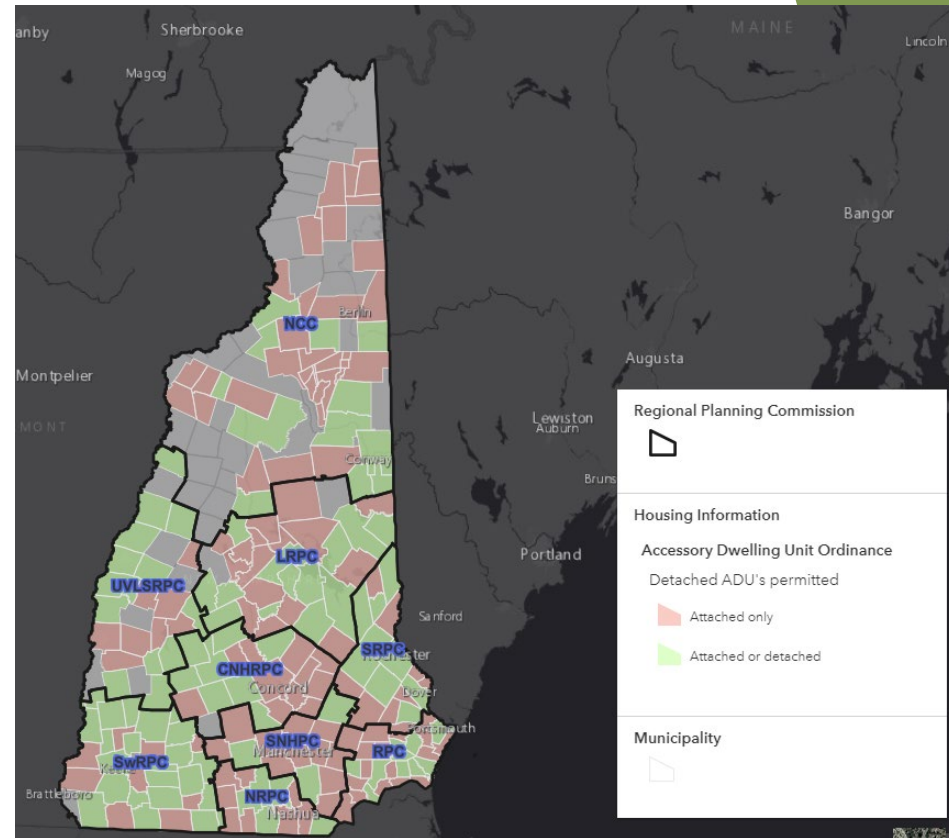 anby
Sherbrooke
MAINE
Lincoln
Magog
Bangor
NCC
Berlin
Augusta
Montpelier
MONT
Lewiston
Auburn
Conway
Bruns
LRPC
Portland
UVLSRPC
Sanford
SRPC
ster
CNHRPC
Concord
Dover
Portsmouth
SNHPC
Manchester
RPC
SwRPC
Keene
NRPC
Brattleboro
Nashua
Regional Planning Commission
Housing Information
Accessory Dwelling Unit Ordinance
Detached ADU's permitted
Attached only
Attached or detached
Municipality